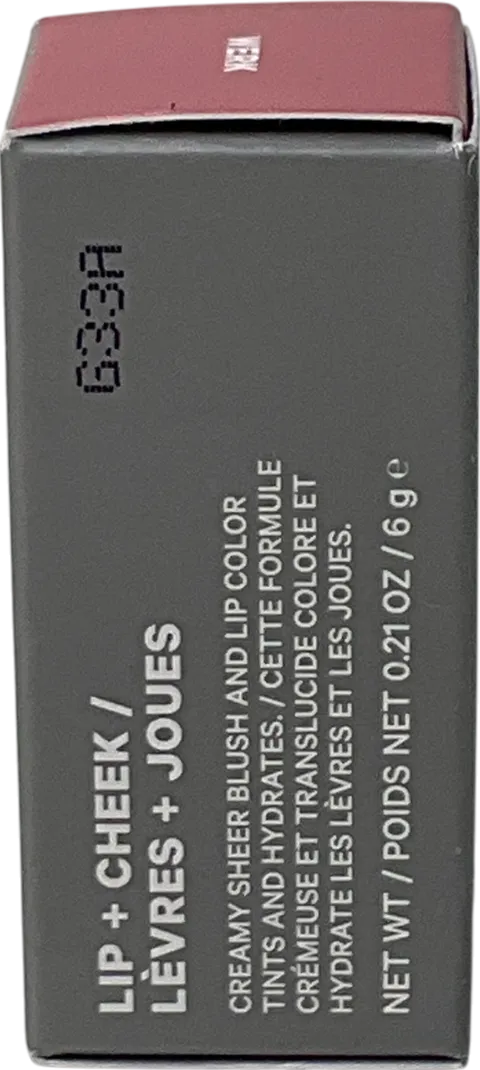 G33A
LIP + CHEEK /
LÈVRES + JOUES
CREAMY SHEER BLUSH AND LIP COLOR
TINTS AND HYDRATES. / CETTE FORMULE
CRÉMEUSE ET TRANSLUCIDE COLORE ET
HYDRATE LES LÈVRES ET LES JOUES.
NET WT / POIDS NET 0.21 OZ / 6 g e